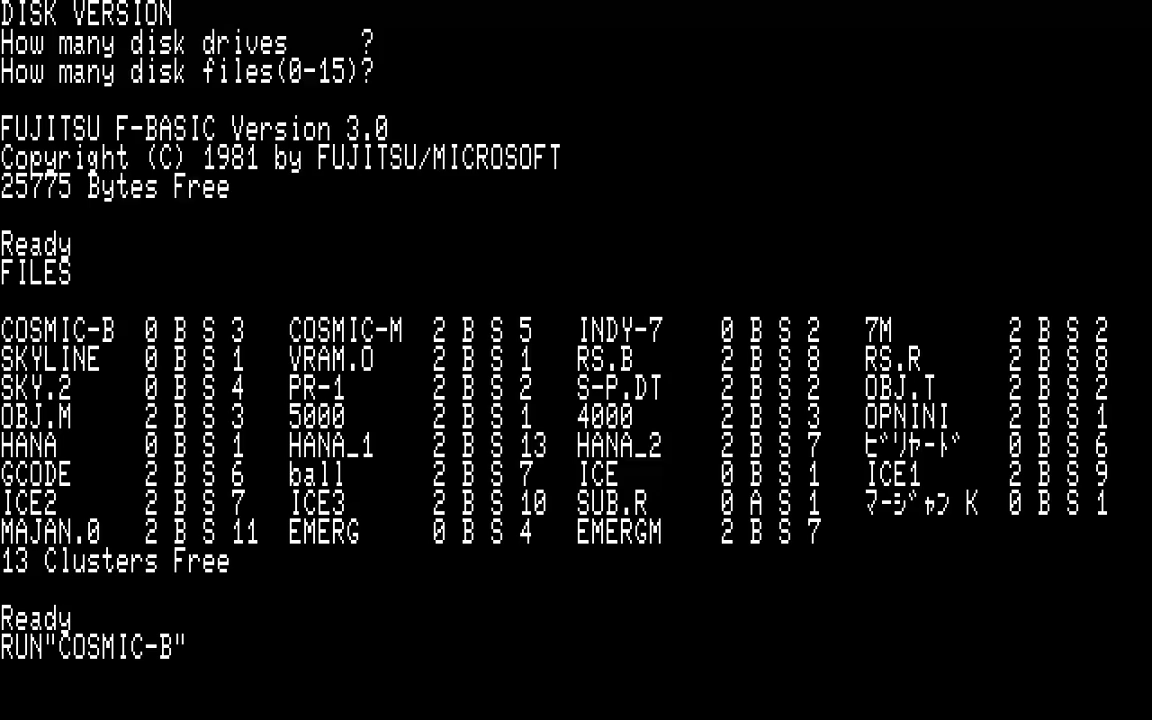 DISK VERSION
How many disk drives     ?
How many disk files(0-15)?
FUJITSU F-BASIC Version 3.0
Copyright (C) 1981 by FUJITSU/MICROSOFT
25775 Bytes Free
Ready
FILES
COSMIC-B  0 B S 3   COSMIC-M  2 B S 5   INDY-7    0 B S 2   7M        2 B S 2
SKYLINE   0 B S 1   VRAM.O    2 B S 1   RS.B      2 B S 8   RS.R      2 B S 8
SKY.2     0 B S 4   PR-1      2 B S 2   S-P.DT    2 B S 2   OBJ.T     2 B S 2
OBJ.M     2 B S 3   5000      2 B S 1   4000      2 B S 3   OPNINI    2 B S 1
HANA      0 B S 1   HANA_1    2 B S 13  HANA_2    2 B S 7   ビリヤード   0 B S 6
GCODE     2 B S 6   ball      2 B S 7   ICE       0 B S 1   ICE1      2 B S 9
ICE2      2 B S 7   ICE3      2 B S 10  SUB.R     0 A S 1   マージャン K  0 B S 1
MAJAN.0   2 B S 11  EMERG     0 B S 4   EMERGM    2 B S 7
13 Clusters Free
Ready
RUN"COSMIC-B"